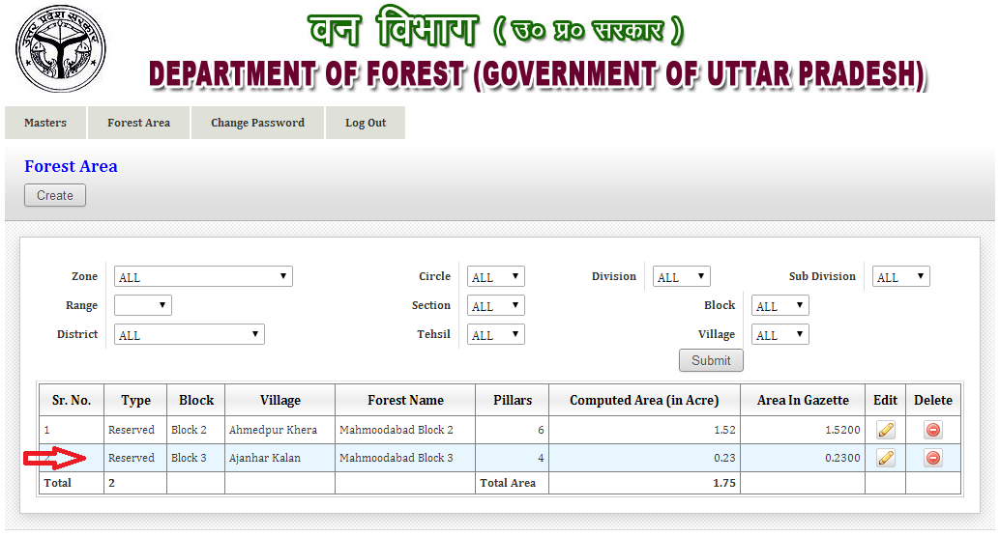 उत्तर प्रदेश सरकार
वन विभाग ( उ० प्र० सरकार )
DEPARTMENT OF FOREST (GOVERNMENT OF UTTAR PRADESH)
Masters Forest Area Change Password Log Out
Forest Area
Create
Zone ALL Circle ALL Division ALL Sub Division ALL
Range Section ALL Block ALL
District ALL Tehsil ALL Village ALL
Submit
Sr. No. Type Block Village Forest Name Pillars Computed Area (in Acre) Area In Gazette Edit Delete
1 Reserved Block 2 Ahmedpur Khera Mahmoodabad Block 2 6 1.52 1.5200
Reserved Block 3 Ajanhar Kalan Mahmoodabad Block 3 4 0.23 0.2300
Total 2 Total Area 1.75